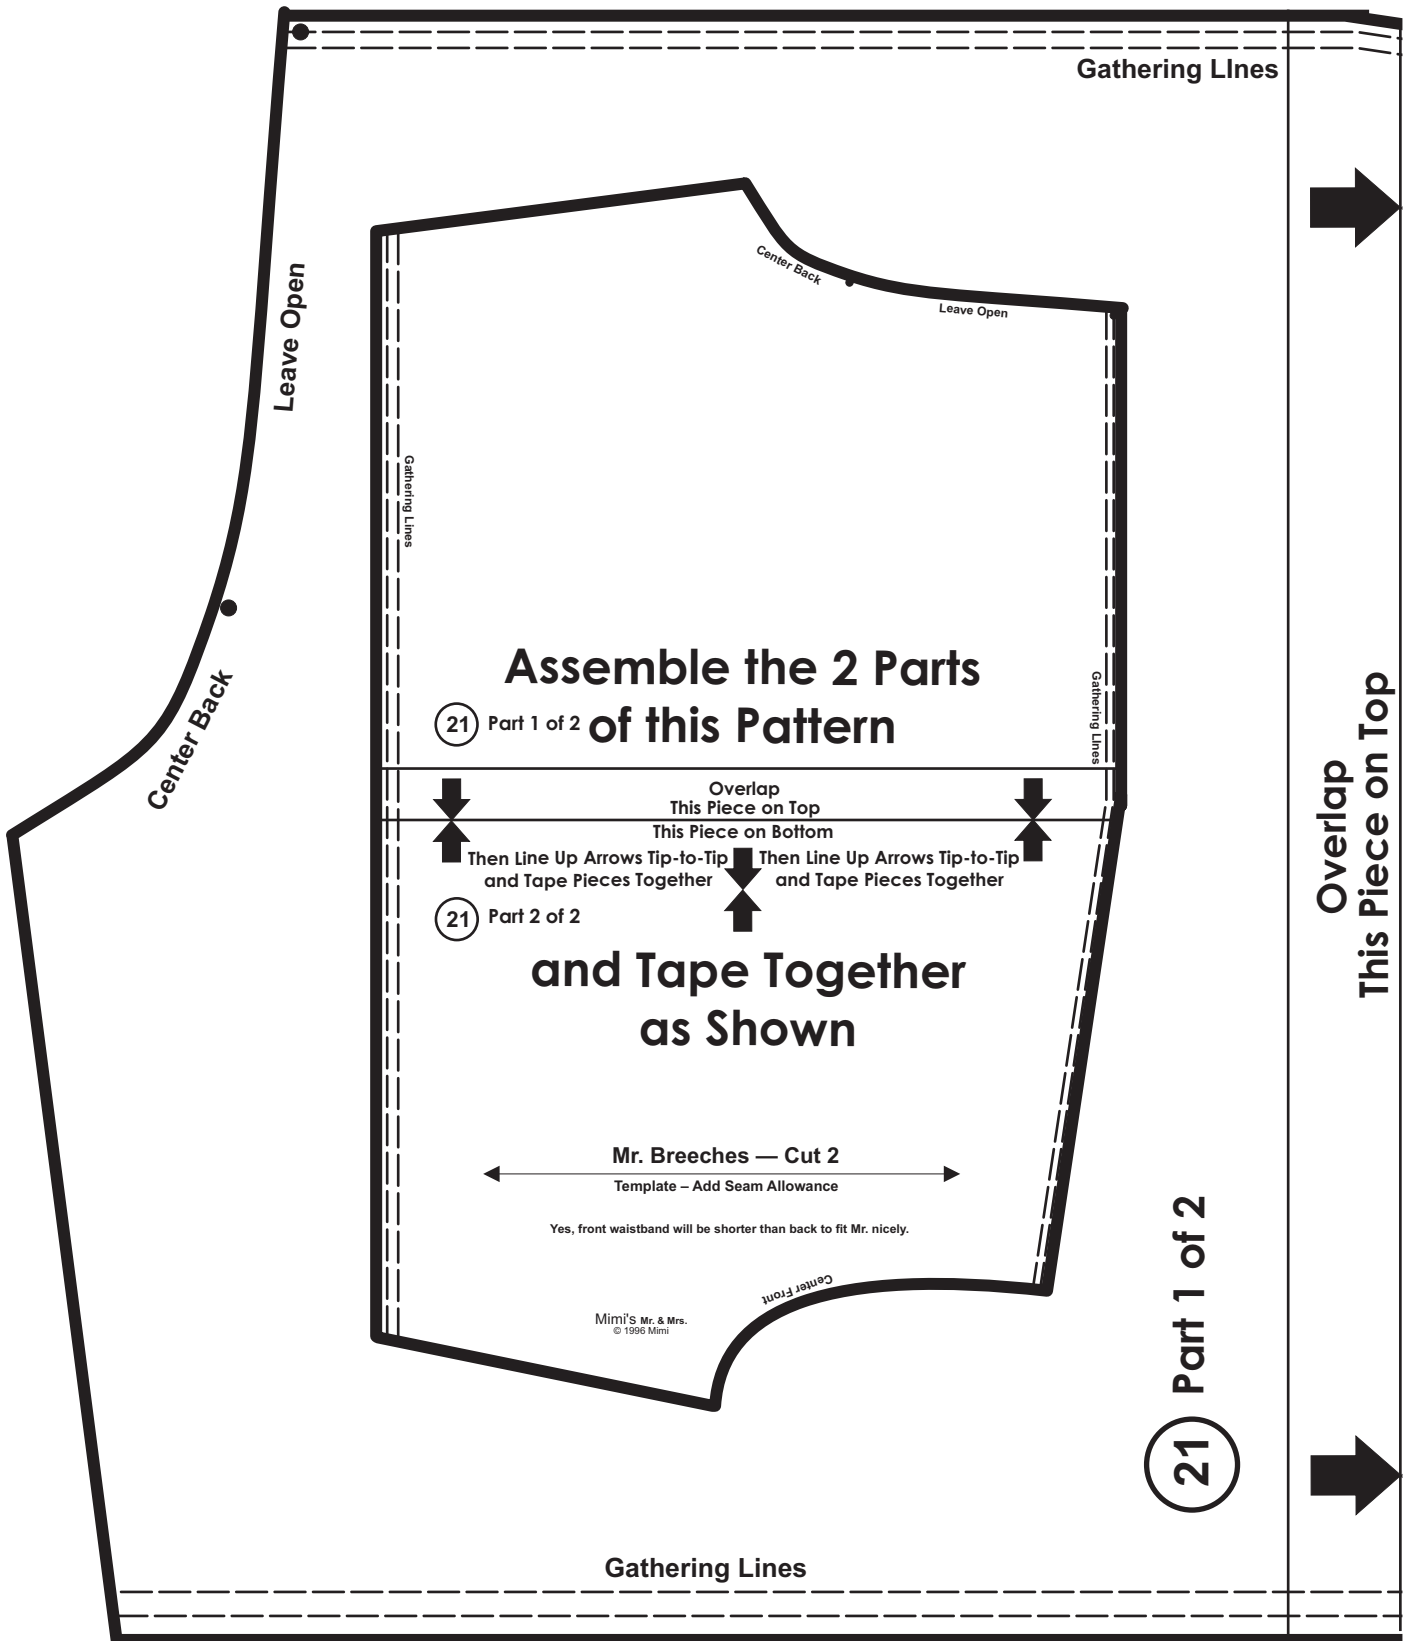 Gathering LInes
Leave Open
Center Back
Center Back
Leave Open
Gathering Lines
Gathering LInes
Assemble the 2 Parts
of this Pattern
21 Part 1 of 2
Overlap
This Piece on Top
This Piece on Bottom
Then Line Up Arrows Tip-to-Tip
and Tape Pieces Together
Then Line Up Arrows Tip-to-Tip
and Tape Pieces Together
21 Part 2 of 2
and Tape Together
as Shown
Mr. Breeches — Cut 2
Template – Add Seam Allowance
Yes, front waistband will be shorter than back to fit Mr. nicely.
Center Front
Mimi's Mr. & Mrs.
© 1996 Mimi
Overlap
This Piece on Top
21 Part 1 of 2
Gathering Lines